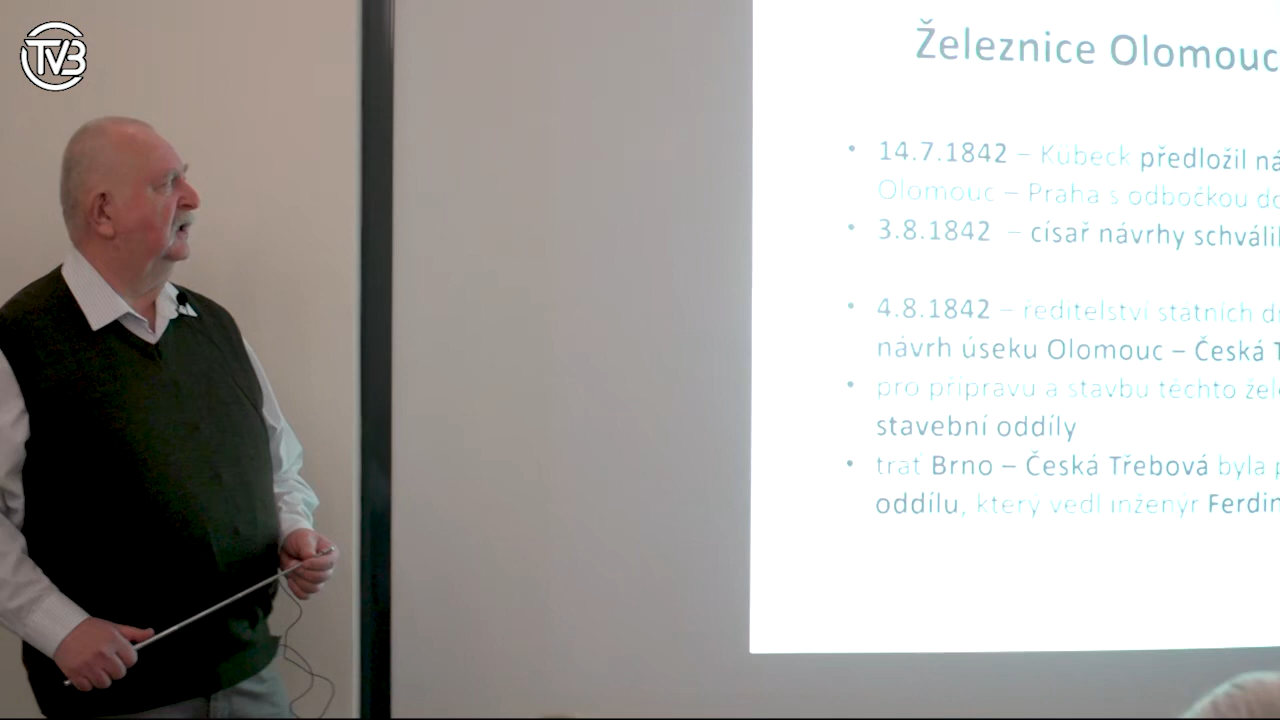 TVB
Železnice Olomouc
• 14.7.1842 – Kübeck předložil ná
Olomouc – Praha s odbočkou do
• 3.8.1842 – císař návrhy schválil
• 4.8.1842 – ředitelství státních d
návrh úseku Olomouc – Česká T
• pro přípravu a stavbu těchto žele
stavební oddíly
• trať Brno – Česká Třebová byla p
oddílu, který vedl inženýr Ferdin